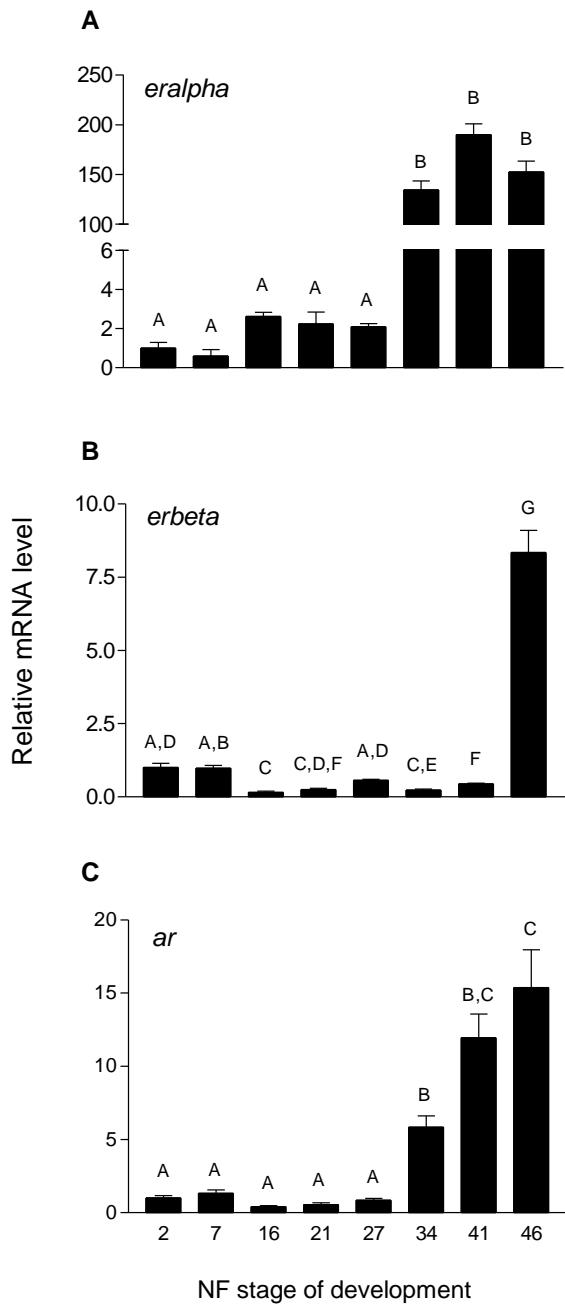 A
eralpha
250
200
150
100
6
4
2
0
A
A
A
A
A
B
B
B
B
erbeta
10.0
7.5
5.0
2.5
0.0
A,D
A,B
C
C,D,F
A,D
C,E
F
G
Relative mRNA level
C
ar
20
15
10
5
0
A
A
A
A
A
B
B,C
C
2 7 16 21 27 34 41 46
NF stage of development